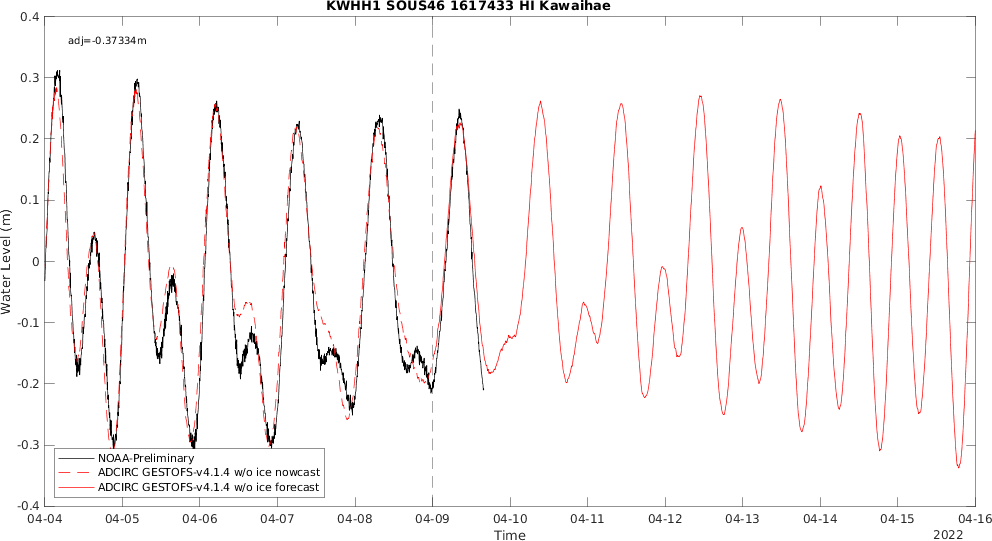 KWHH1 SOUS46 1617433 HI Kawaihae
adj=-0.37334m
0.4
0.3
0.2
0.1
0
-0.1
-0.2
-0.3
-0.4
Water Level (m)
NOAA-Preliminary
ADCIRC GESTOFS-v4.1.4 w/o ice nowcast
ADCIRC GESTOFS-v4.1.4 w/o ice forecast
04-04 04-05 04-06 04-07 04-08 04-09 04-10 04-11 04-12 04-13 04-14 04-15 04-16
Time
2022